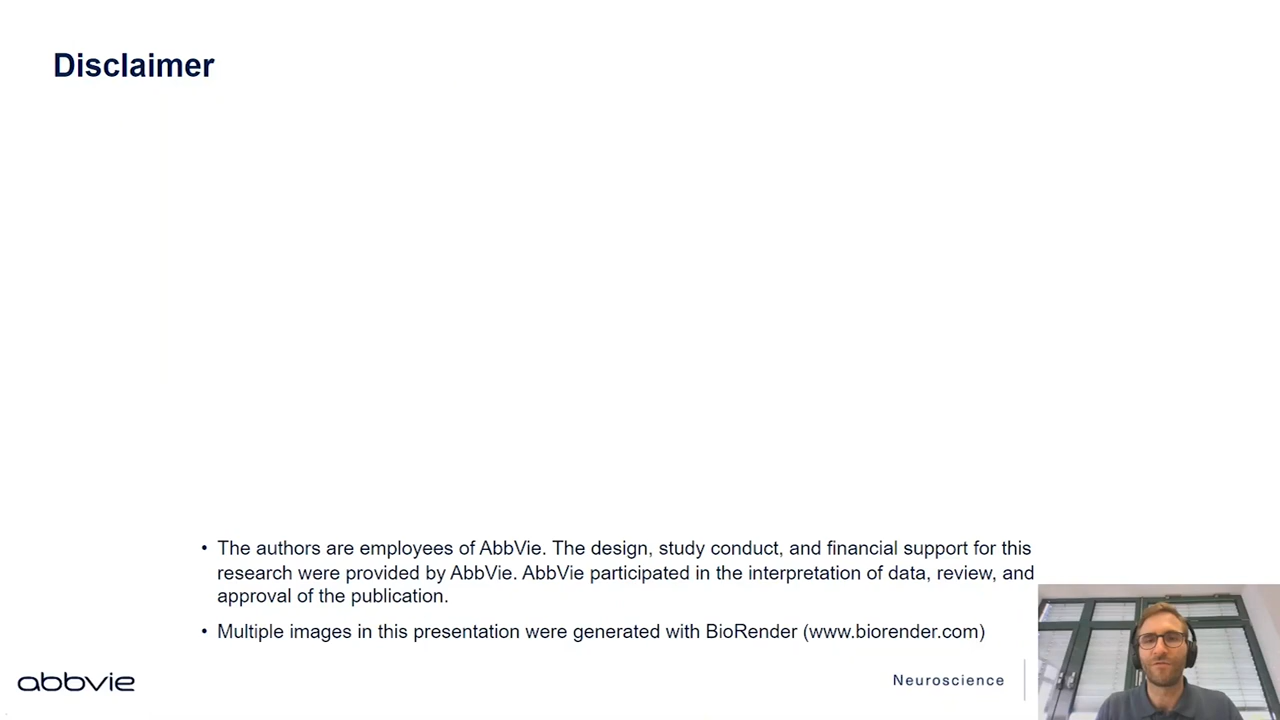 Disclaimer
• The authors are employees of AbbVie. The design, study conduct, and financial support for this
research were provided by AbbVie. AbbVie participated in the interpretation of data, review, and
approval of the publication.
• Multiple images in this presentation were generated with BioRender (www.biorender.com)
abbvie
Neuroscience